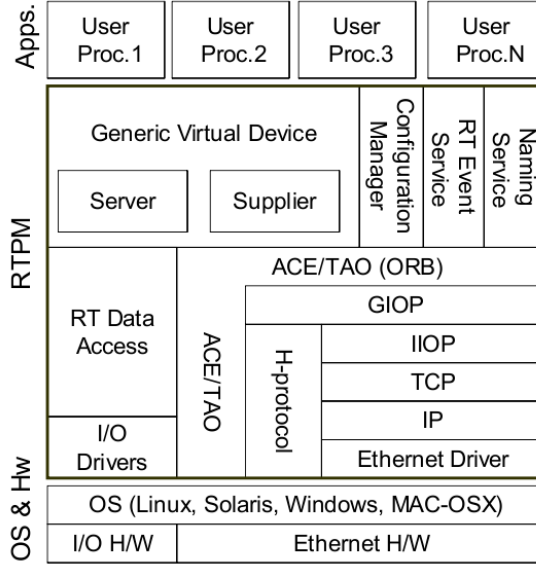 Apps.
User
Proc.1
User
Proc.2
User
Proc.3
User
Proc.N
RTPM
Generic Virtual Device
Server
Supplier
Configuration
Manager
RT Event
Service
Naming
Service
ACE/TAO (ORB)
RT Data
Access
ACE/TAO
GIOP
H-protocol
IIOP
TCP
IP
I/O
Drivers
Ethernet Driver
OS & Hw
OS (Linux, Solaris, Windows, MAC-OSX)
I/O H/W
Ethernet H/W